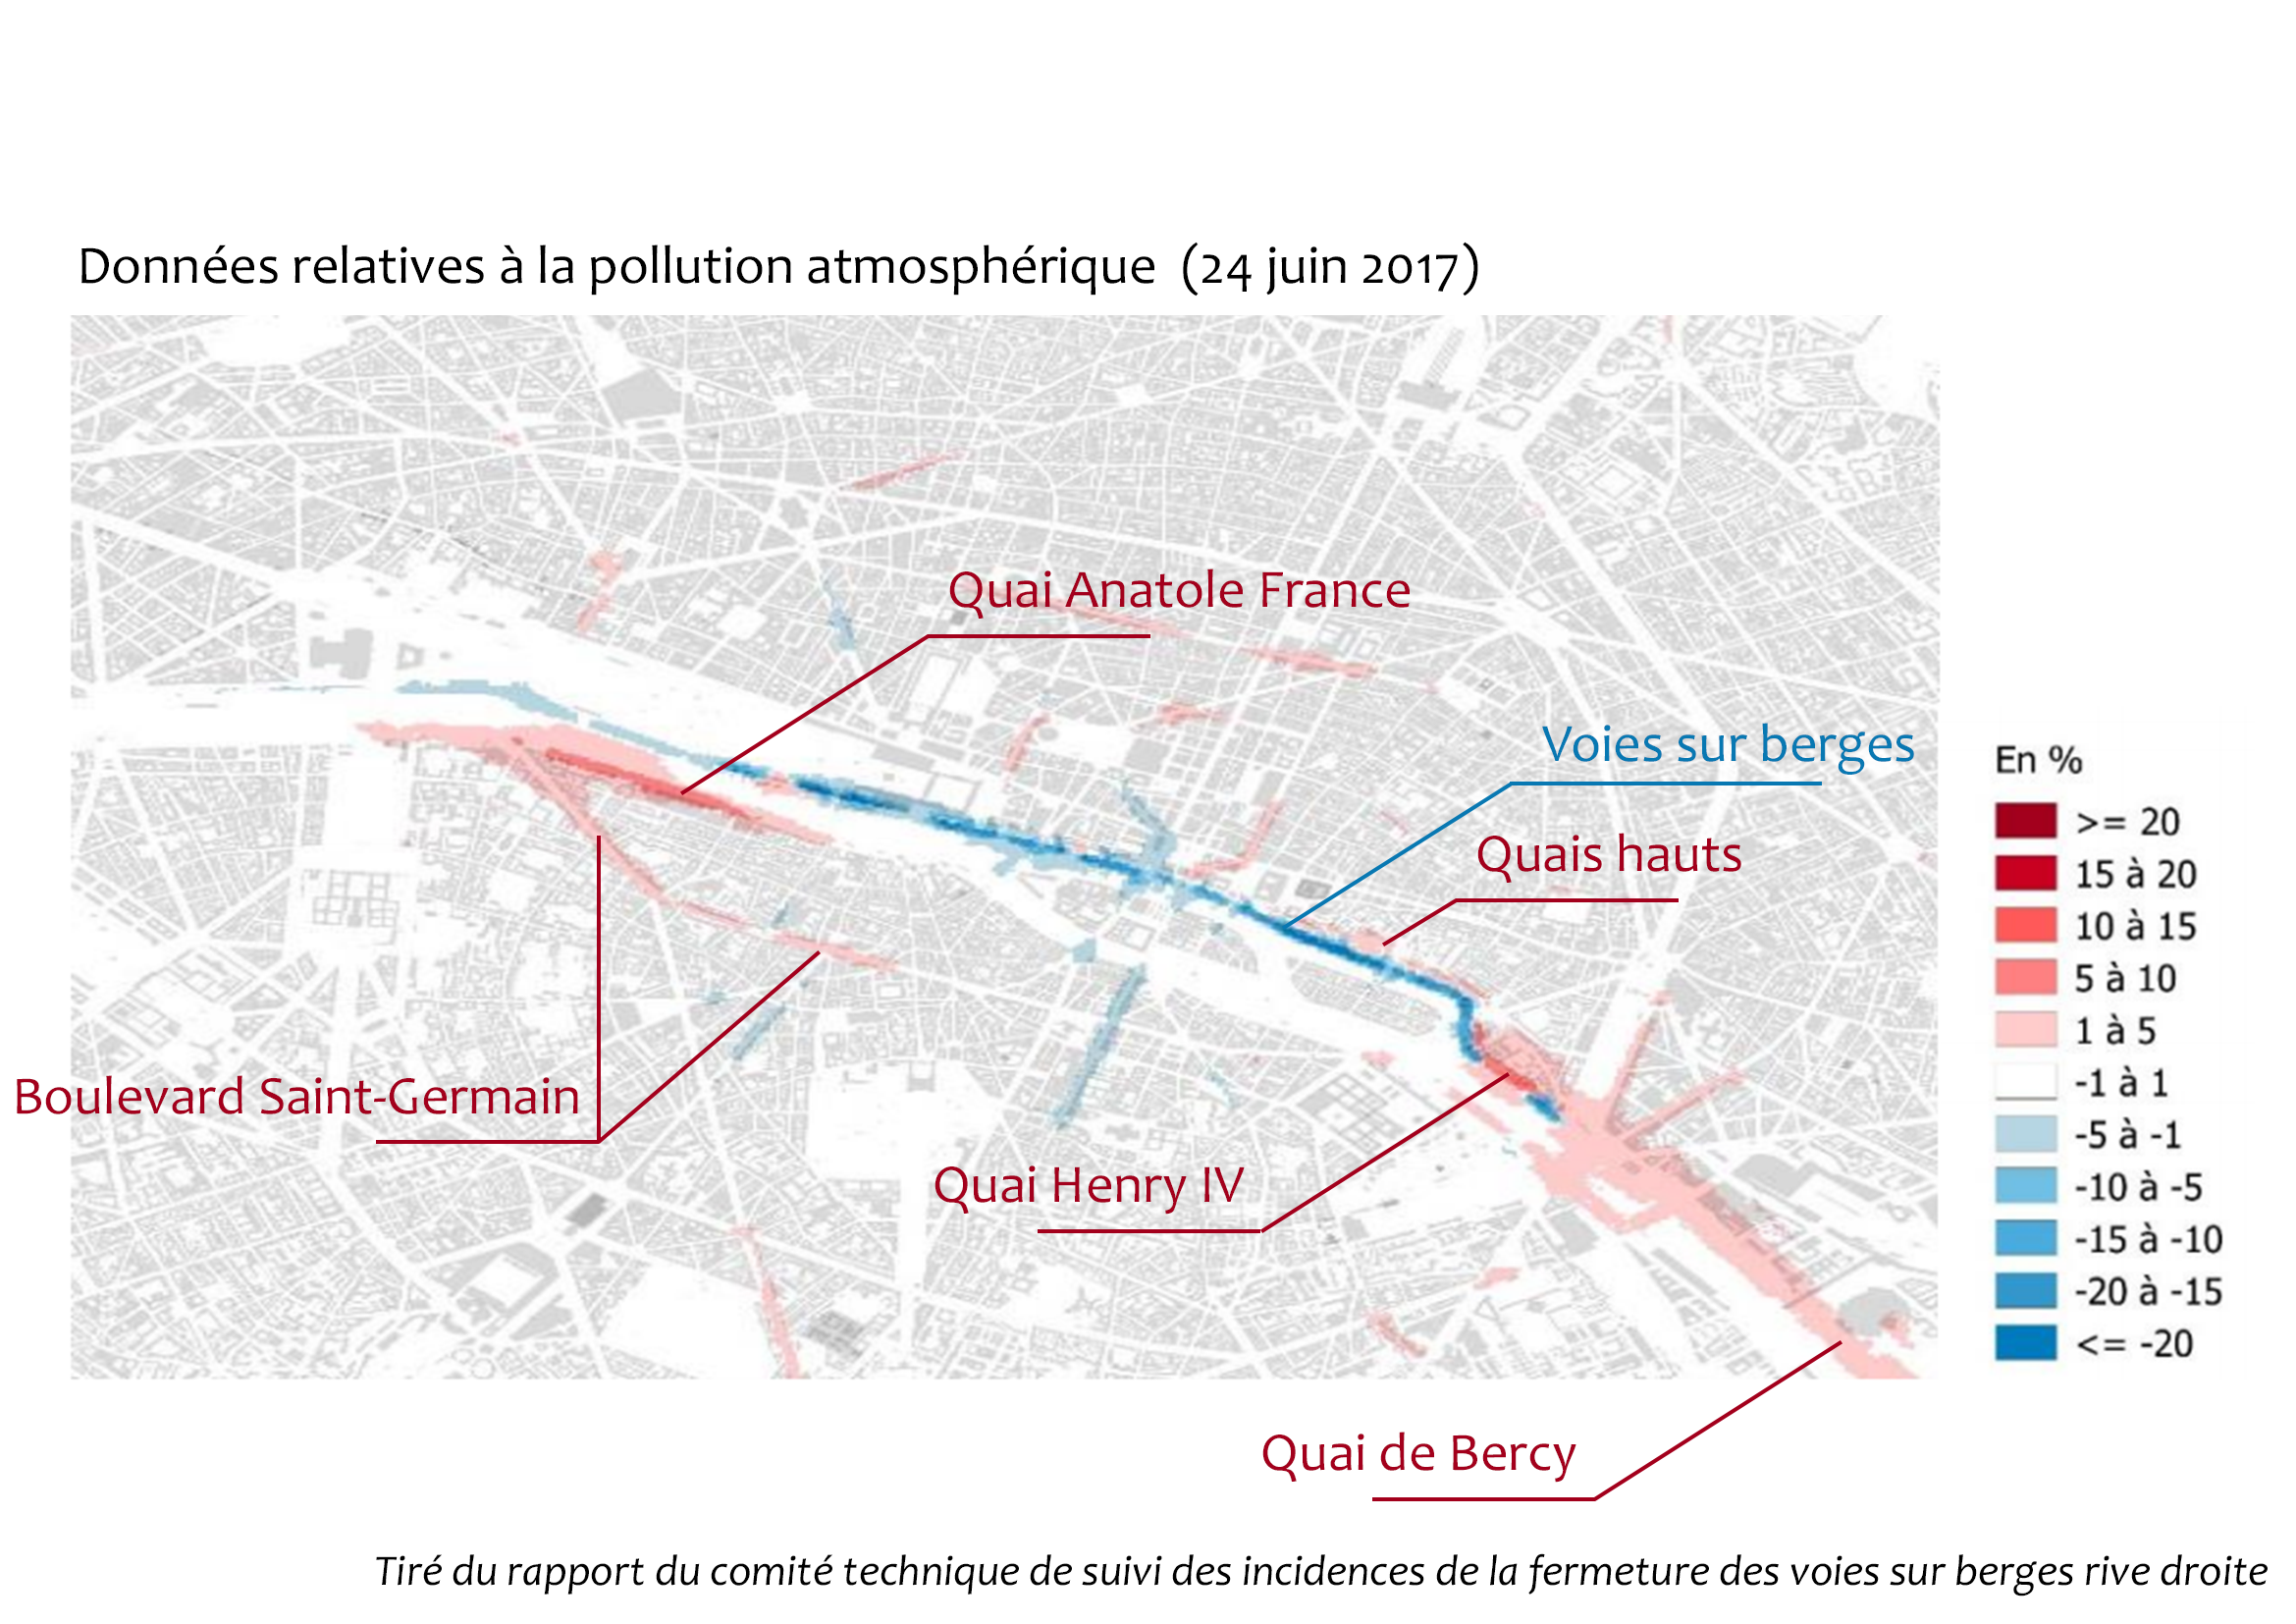 Données relatives à la pollution atmosphérique (24 juin 2017)
Quai Anatole France
Voies sur berges
Quais hauts
Boulevard Saint-Germain
Quai Henry IV
Quai de Bercy
En %
>= 20
15 à 20
10 à 15
5 à 10
1 à 5
-1 à 1
-5 à -1
-10 à -5
-15 à -10
-20 à -15
<= -20
Tiré du rapport du comité technique de suivi des incidences de la fermeture des voies sur berges rive droite